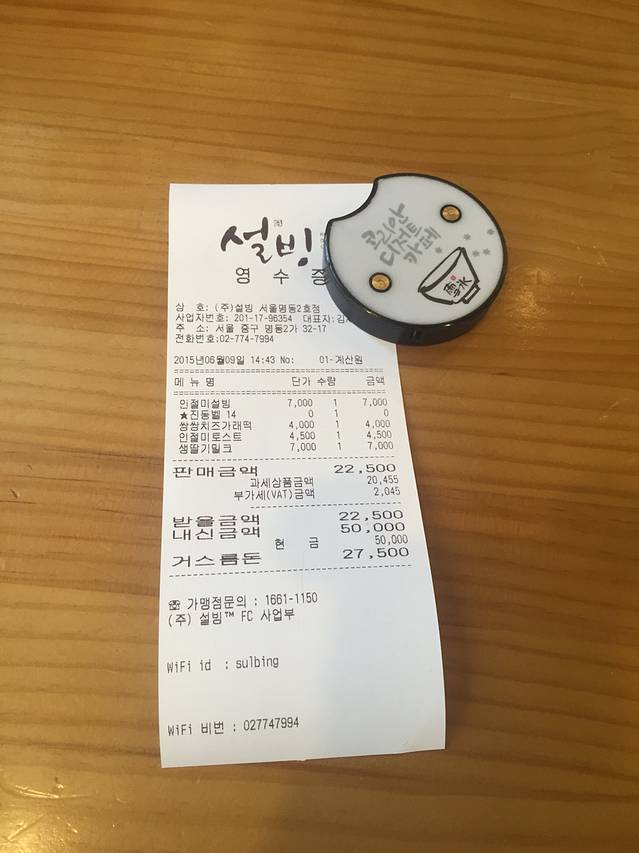 설빙
영 수 증
코리안
디저트
카페
雪氷
상 호: (주)설빙 서울명동2호점
사업자번호: 201-17-96354 대표자:김
주 소: 서울 중구 명동2가 32-17
전화번호:02-774-7994
2015년06월09일 14:43 No: 01-계산원
메 뉴 명 단가 수량 금액
인절미설빙 7,000 1 7,000
★진동벨 14 0 1 0
쌍쌍치즈가래떡 4,000 1 4,000
인절미토스트 4,500 1 4,500
생딸기밀크 7,000 1 7,000
판매금액 22,500
과세상품금액 20,455
부가세(VAT)금액 2,045
받을금액 22,500
내신금액 50,000
현 금 50,000
거스름돈 27,500
☎ 가맹점문의 : 1661-1150
(주) 설빙™ FC 사업부
WiFi id : sulbing
WiFi 비번 : 027747994